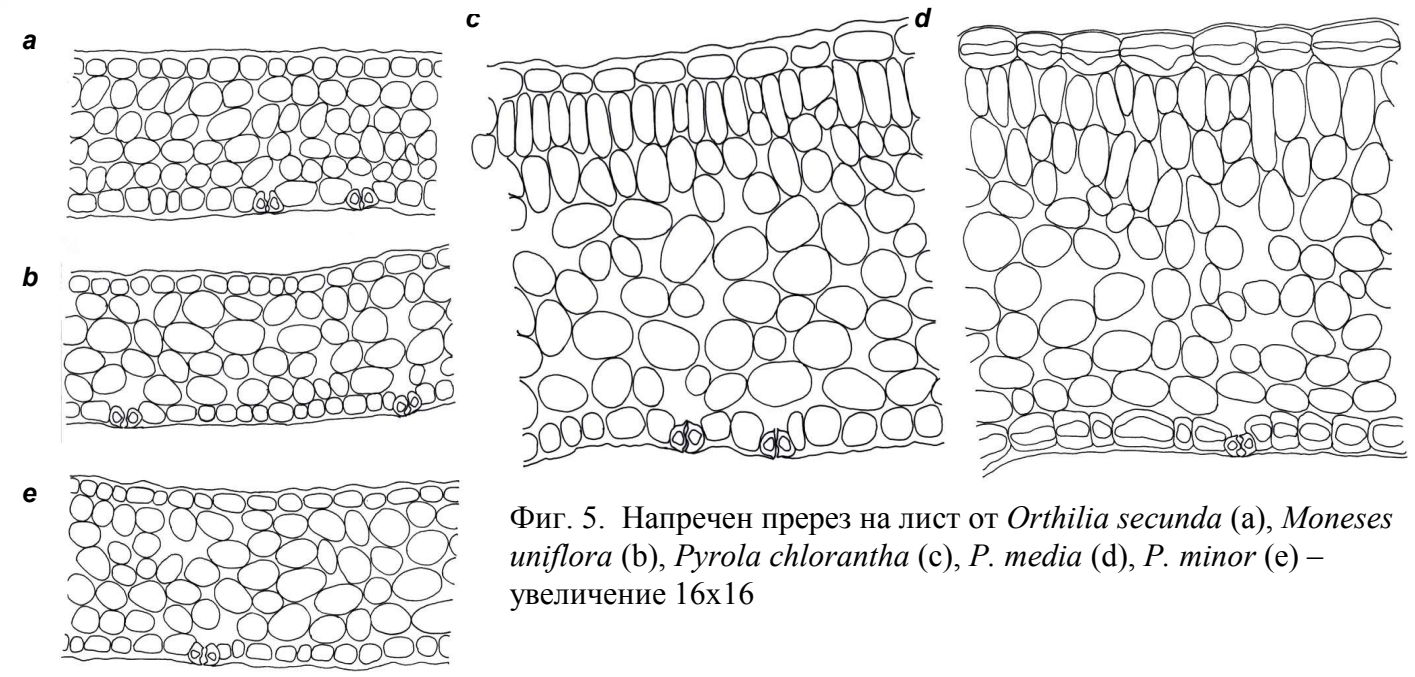 c
d
a
b
e
Фиг. 5. Напречен пререз на лист от Orthilia secunda (a), Moneses
uniflora (b), Pyrola chlorantha (c), P. media (d), P. minor (e) –
увеличение 16x16